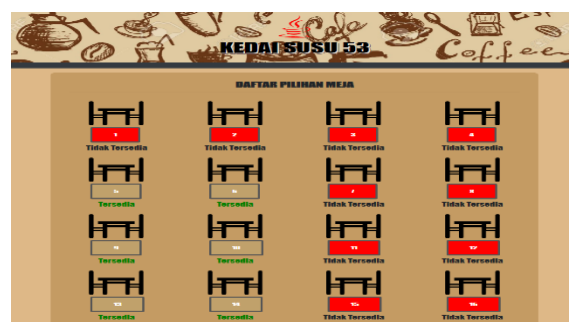 Cafe
KEDAI SUSU 53
Coffee
DAFTAR PILIHAN MEJA
1 2 3 4
Tidak Tersedia Tidak Tersedia Tidak Tersedia Tidak Tersedia
5 6 7 8
Tersedia Tersedia Tidak Tersedia Tidak Tersedia
9 10 11 12
Tersedia Tersedia Tidak Tersedia Tidak Tersedia
13 14 15 16
Tersedia Tersedia Tidak Tersedia Tidak Tersedia